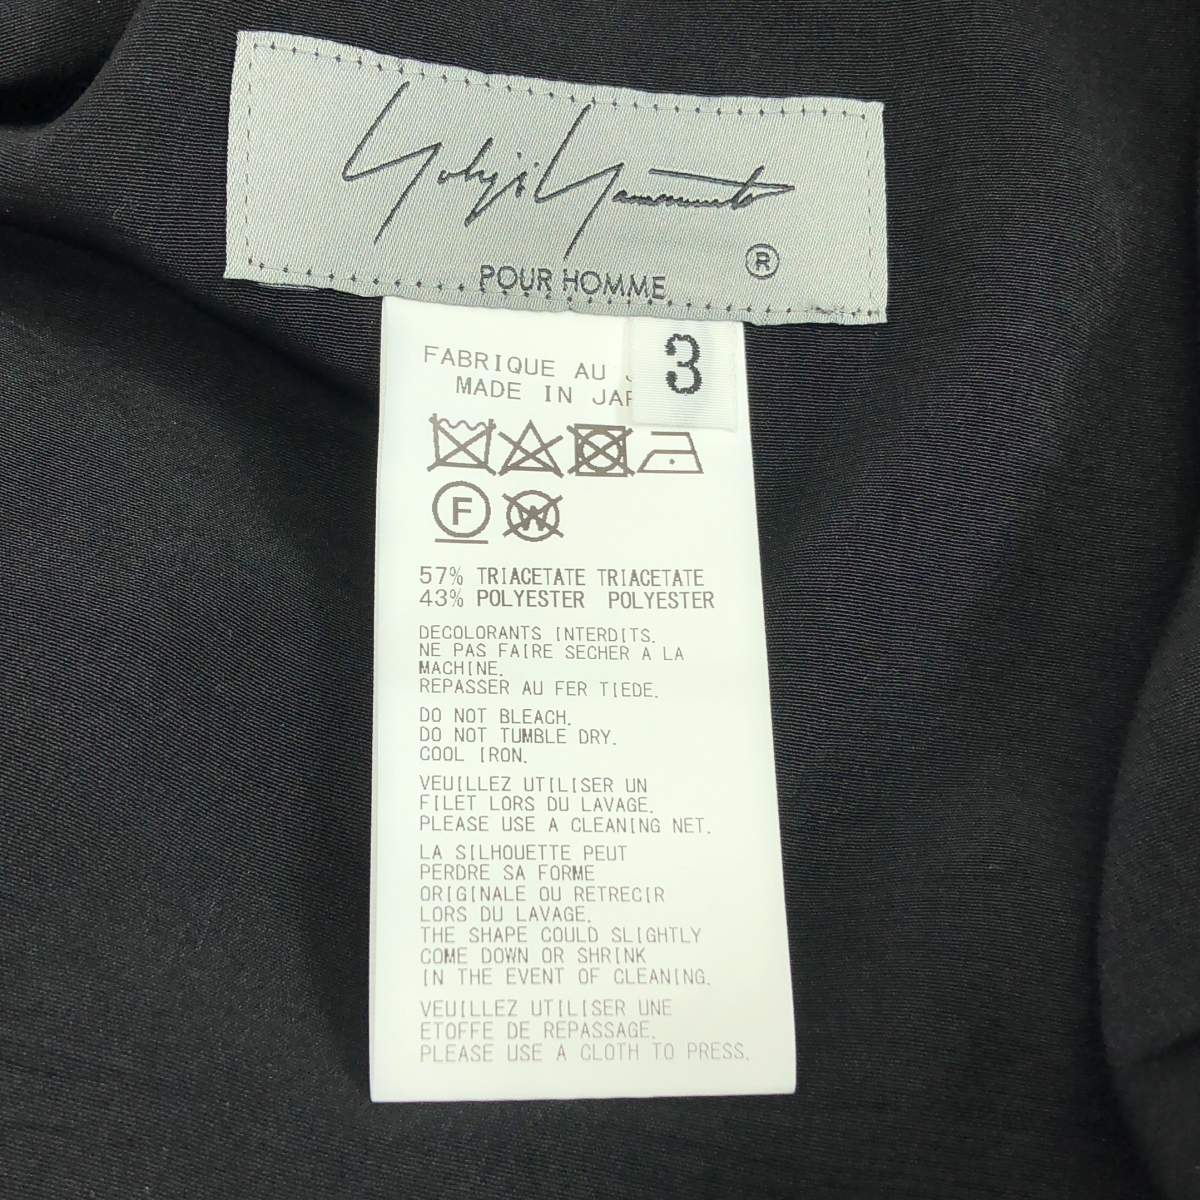 Yohji Yamamoto
POUR HOMME ®
3
FABRIQUE AU
MADE IN
F W
57% TRIACETATE TRIACETATE
43% POLYESTER POLYESTER
DECOLORANTS INTERDITS.
NE PAS FAIRE SECHER A LA
MACHINE.
REPASSER AU FER TIEDE.
DO NOT BLEACH.
DO NOT TUMBLE DRY.
COOL IRON.
VEUILLEZ UTILISER UN
FILET LORS DU LAVAGE.
PLEASE USE A CLEANING NET.
LA SILHOUETTE PEUT
PERDRE SA FORME
ORIGINALE OU RETRECIR
LORS DU LAVAGE.
THE SHAPE COULD SLIGHTLY
COME DOWN OR SHRINK
IN THE EVENT OF CLEANING.
VEUILLEZ UTILISER UNE
ETOFFE DE REPASSAGE.
PLEASE USE A CLOTH TO PRESS.